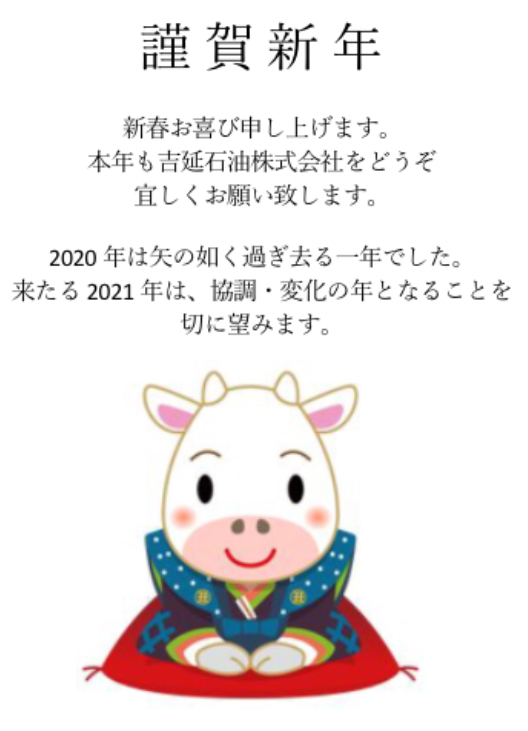 謹賀新年
新春お喜び申し上げます。
本年も吉延石油株式会社をどうぞ
宜しくお願い致します。
2020 年は矢の如く過ぎ去る一年でした。
来たる 2021 年は、協調・変化の年となることを
切に望みます。
丑 丑